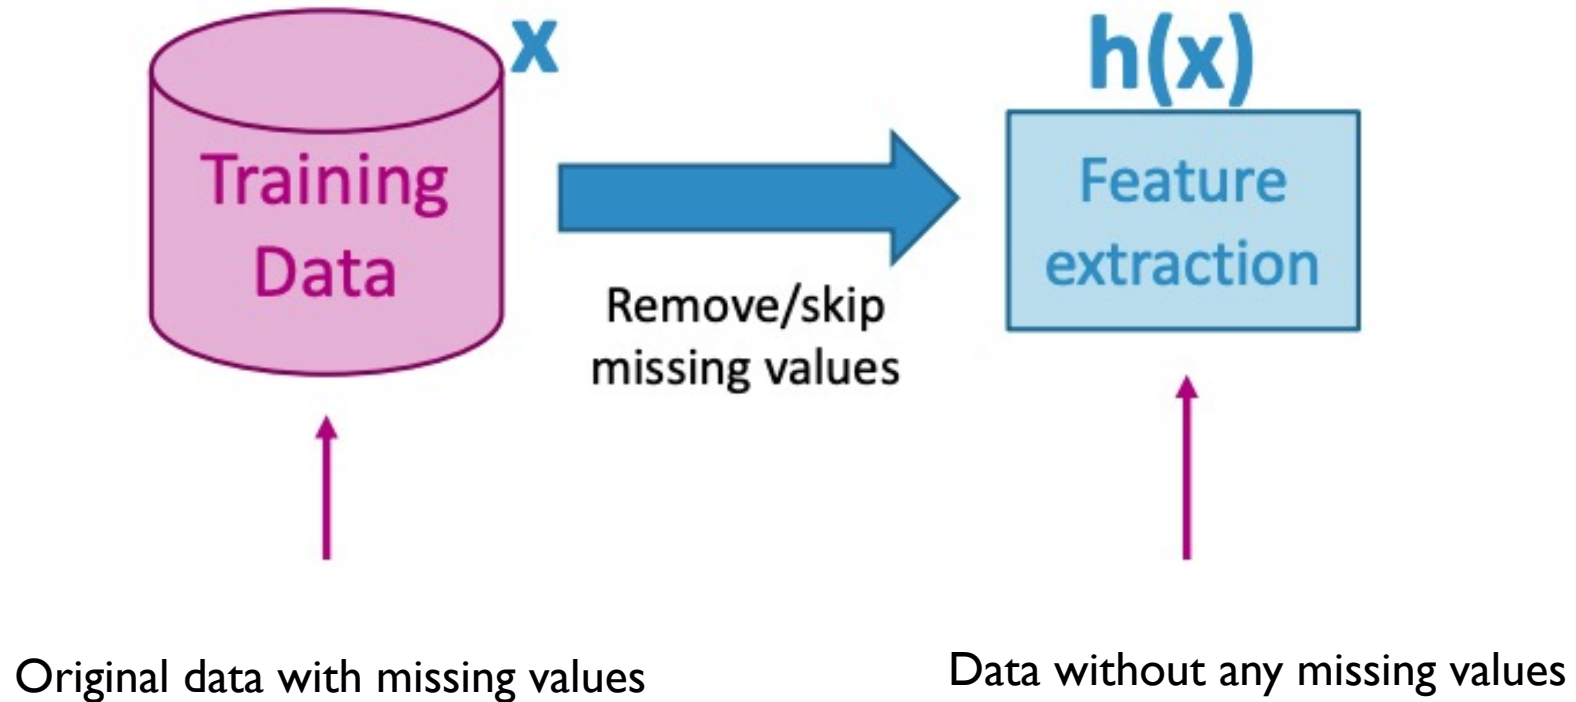 x
h(x)
Training
Data
Feature
extraction
Remove/skip
missing values
Original data with missing values
Data without any missing values